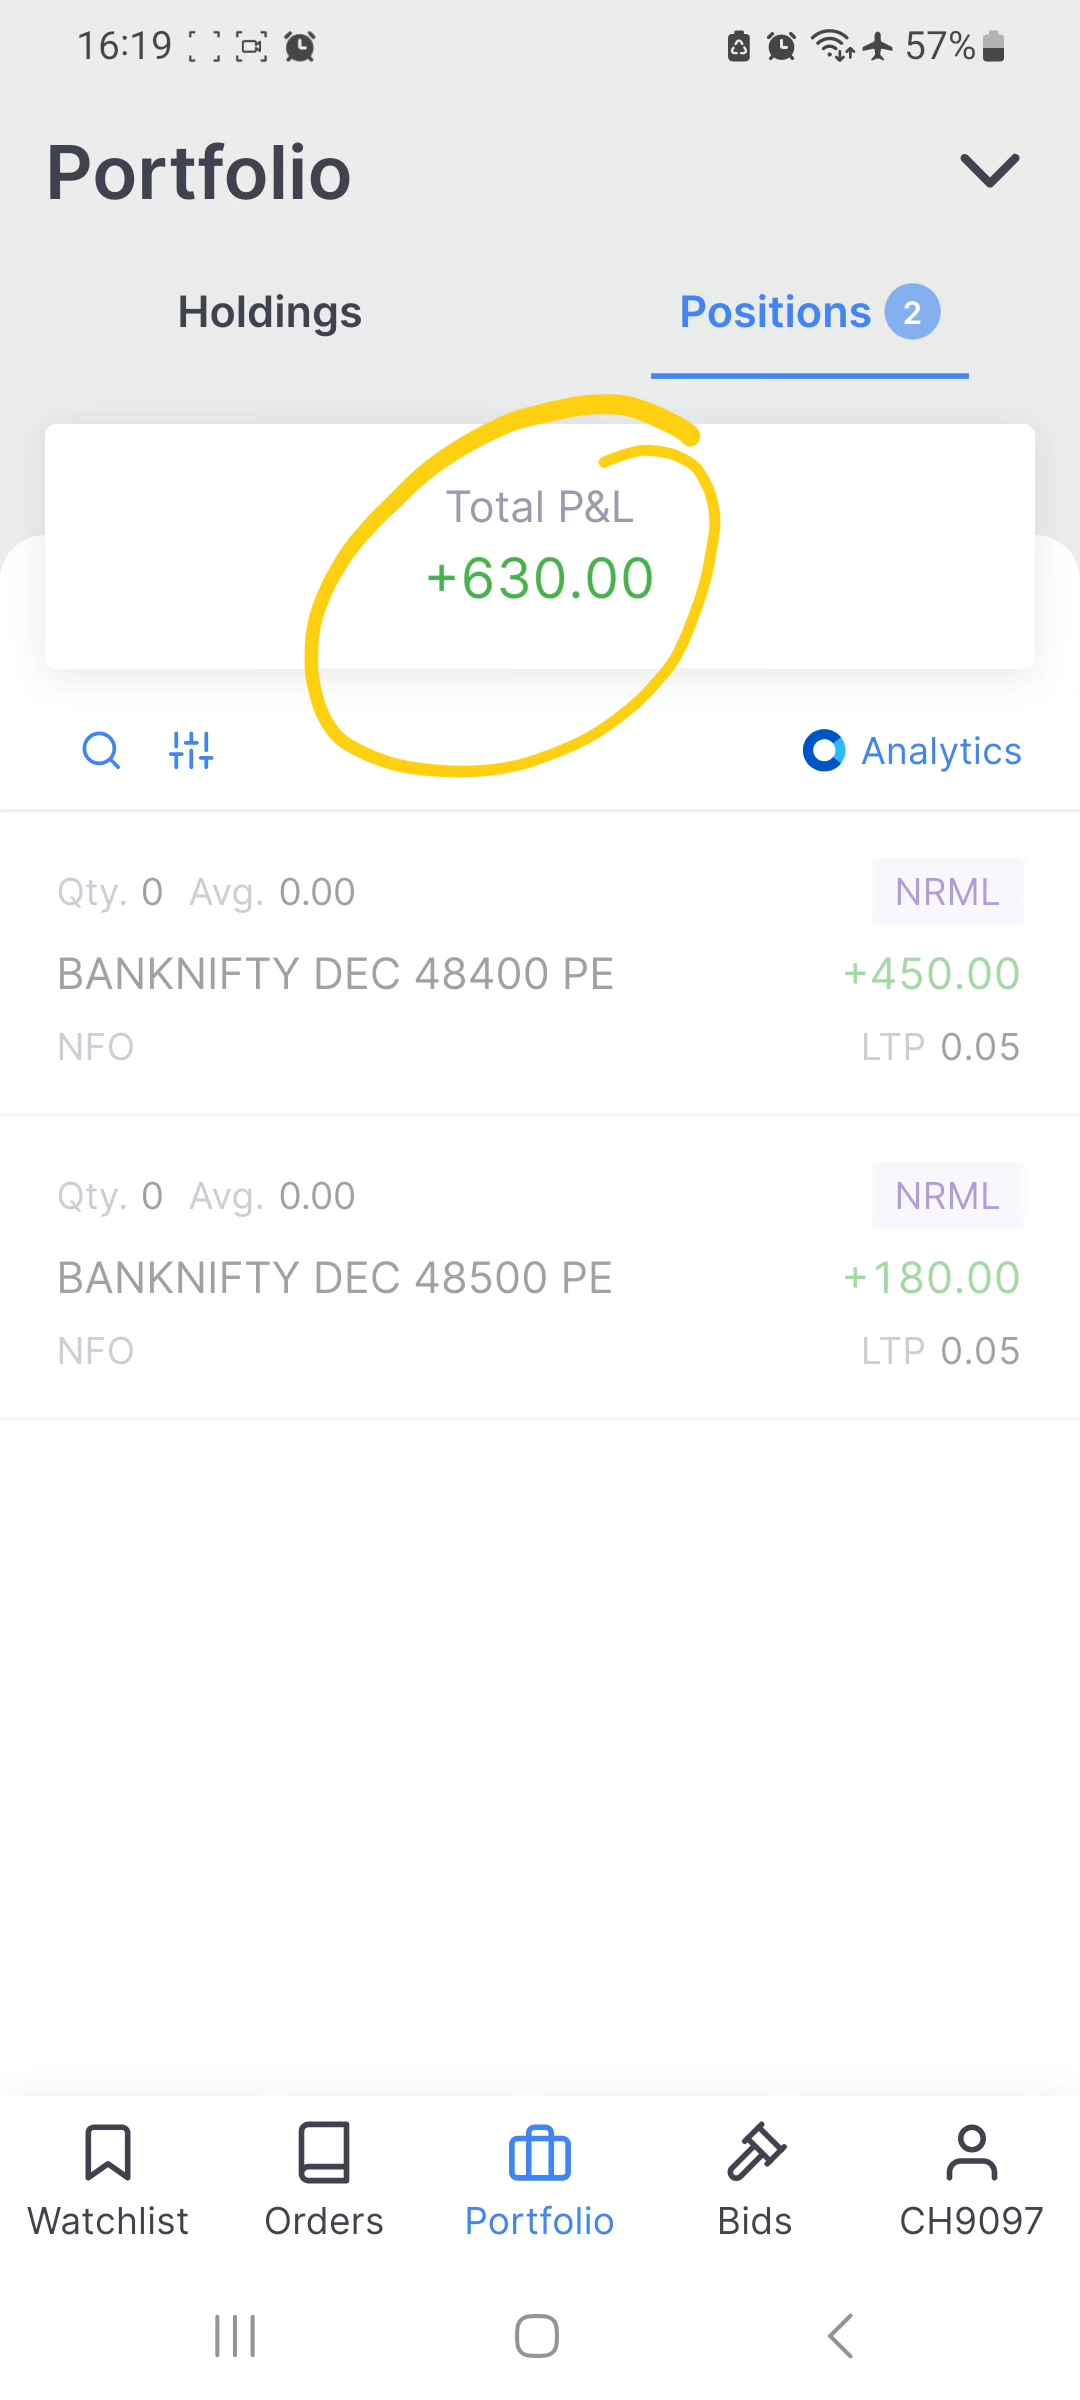 16:19 57%
Portfolio
Holdings Positions 2
Total P&L
+630.00
Analytics
Qty. 0 Avg. 0.00 NRML
BANKNIFTY DEC 48400 PE +450.00
NFO LTP 0.05
Qty. 0 Avg. 0.00 NRML
BANKNIFTY DEC 48500 PE +180.00
NFO LTP 0.05
Watchlist Orders Portfolio Bids CH9097